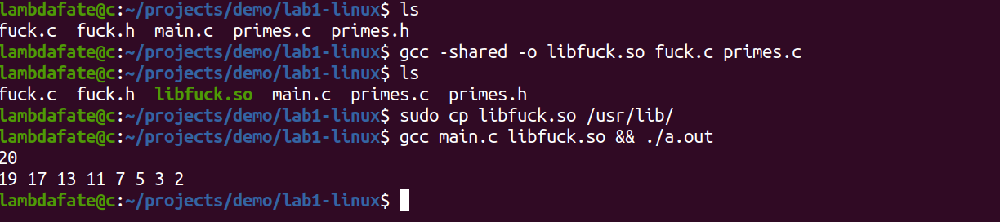 lambdafate@c:~/projects/demo/lab1-linux$ ls
fuck.c  fuck.h  main.c  primes.c  primes.h
lambdafate@c:~/projects/demo/lab1-linux$ gcc -shared -o libfuck.so fuck.c primes.c
lambdafate@c:~/projects/demo/lab1-linux$ ls
fuck.c  fuck.h  libfuck.so  main.c  primes.c  primes.h
lambdafate@c:~/projects/demo/lab1-linux$ sudo cp libfuck.so /usr/lib/
lambdafate@c:~/projects/demo/lab1-linux$ gcc main.c libfuck.so && ./a.out
20
19 17 13 11 7 5 3 2
lambdafate@c:~/projects/demo/lab1-linux$